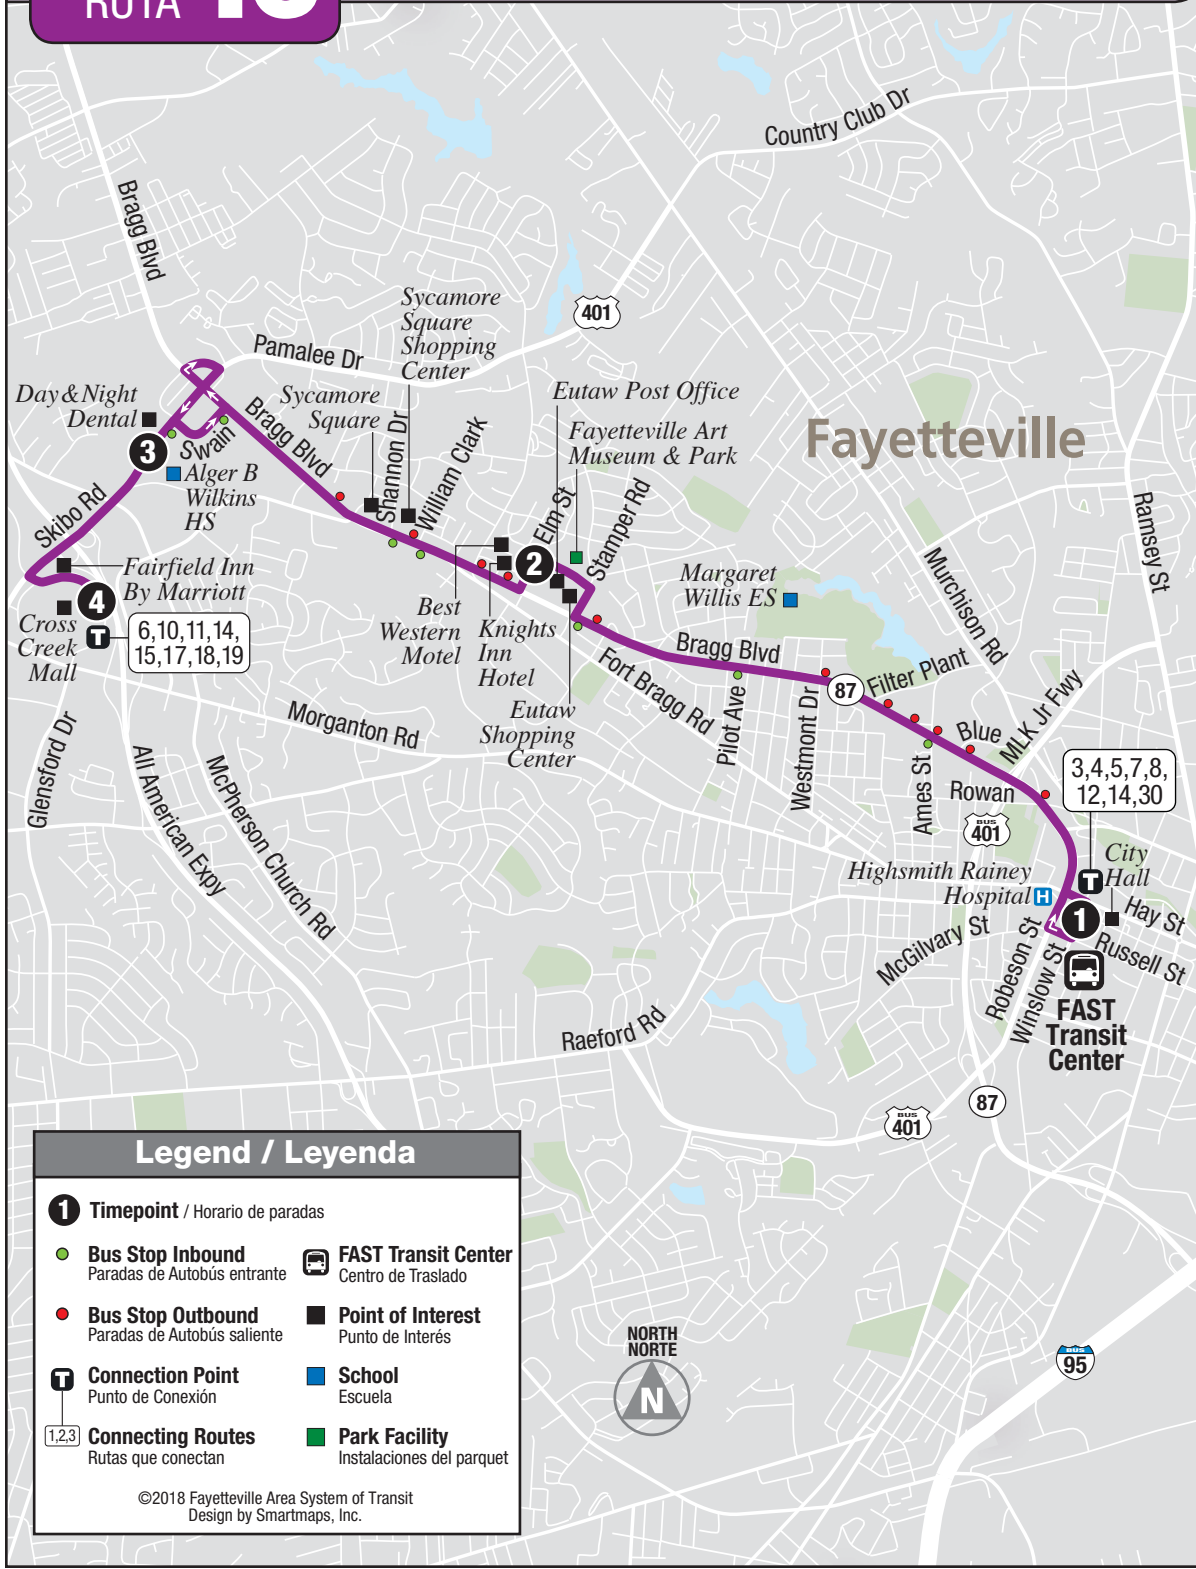 RUTA
Country Club Dr
Bragg Blvd
401
Sycamore
Square
Shopping
Center
Pamalee Dr
Day & Night
Dental
Sycamore
Square
Eutaw Post Office
Fayetteville Art
Museum & Park
Fayetteville
Bragg Blvd
Shannon Dr
William Clark
3
Swain
Alger B
Wilkins
HS
Skibo Rd
Elm St
Stamper Rd
Ramsey St
2
Murchison Rd
Margaret
Willis ES
Fairfield Inn
By Marriott
4
Cross
Creek
Mall
T
6,10,11,14,
15,17,18,19
Best
Western
Motel
Knights
Inn
Hotel
Eutaw
Shopping
Center
Bragg Blvd
87
Filter Plant
Fort Bragg Rd
Pilot Ave
Westmont Dr
Morganton Rd
Blue
MLK Jr Fwy
Ames St
Rowan
3,4,5,7,8,
12,14,30
BUS
401
Glensford Dr
All American Expy
McPherson Church Rd
City
Hall
T
Highsmith Rainey
Hospital
H
1
Hay St
McGilvary St
Robeson St
Winslow St
Russell St
FAST
Transit
Center
Raeford Rd
87
BUS
401
Legend / Leyenda
1 Timepoint / Horario de paradas
Bus Stop Inbound
Paradas de Autobús entrante
FAST Transit Center
Centro de Traslado
Bus Stop Outbound
Paradas de Autobús saliente
Point of Interest
Punto de Interés
T Connection Point
Punto de Conexión
School
Escuela
1,2,3 Connecting Routes
Rutas que conectan
Park Facility
Instalaciones del parquet
©2018 Fayetteville Area System of Transit
Design by Smartmaps, Inc.
NORTH
NORTE
N
BUS
95